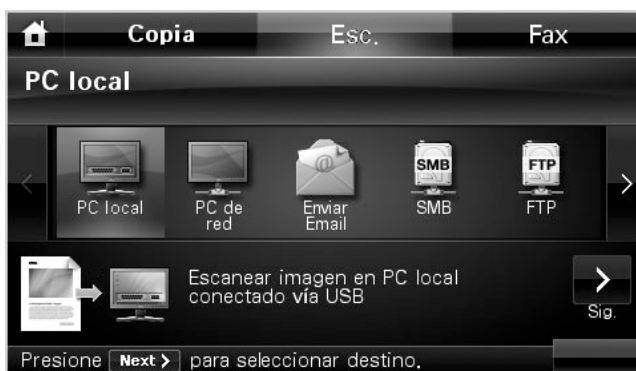 Copia Esc. Fax
PC local
SMB FTP
PC local PC de red Enviar Email SMB FTP
Escanear imagen en PC local
conectado vía USB
Sig.
Presione Next > para seleccionar destino.